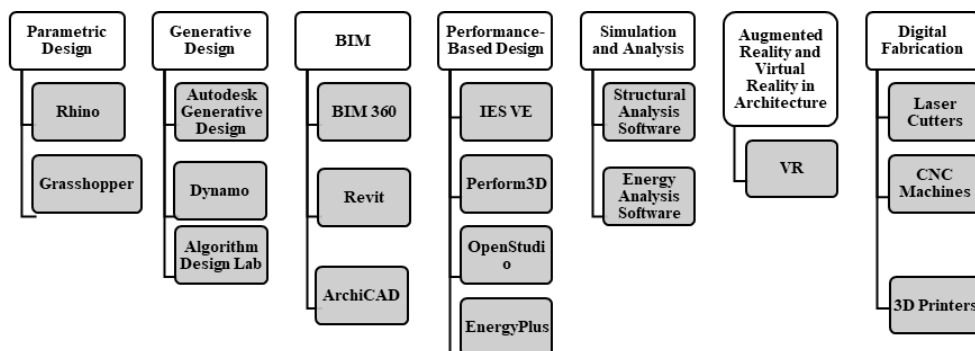 Parametric
Design
Rhino
Grasshopper
Generative
Design
Autodesk
Generative
Design
Dynamo
Algorithm
Design Lab
BIM
BIM 360
Revit
ArchiCAD
Performance-
Based Design
IES VE
Perform3D
OpenStudi
o
EnergyPlus
Simulation
and Analysis
Structural
Analysis
Software
Energy
Analysis
Software
Augmented
Reality and
Virtual
Reality in
Architecture
VR
Digital
Fabrication
Laser
Cutters
CNC
Machines
3D Printers